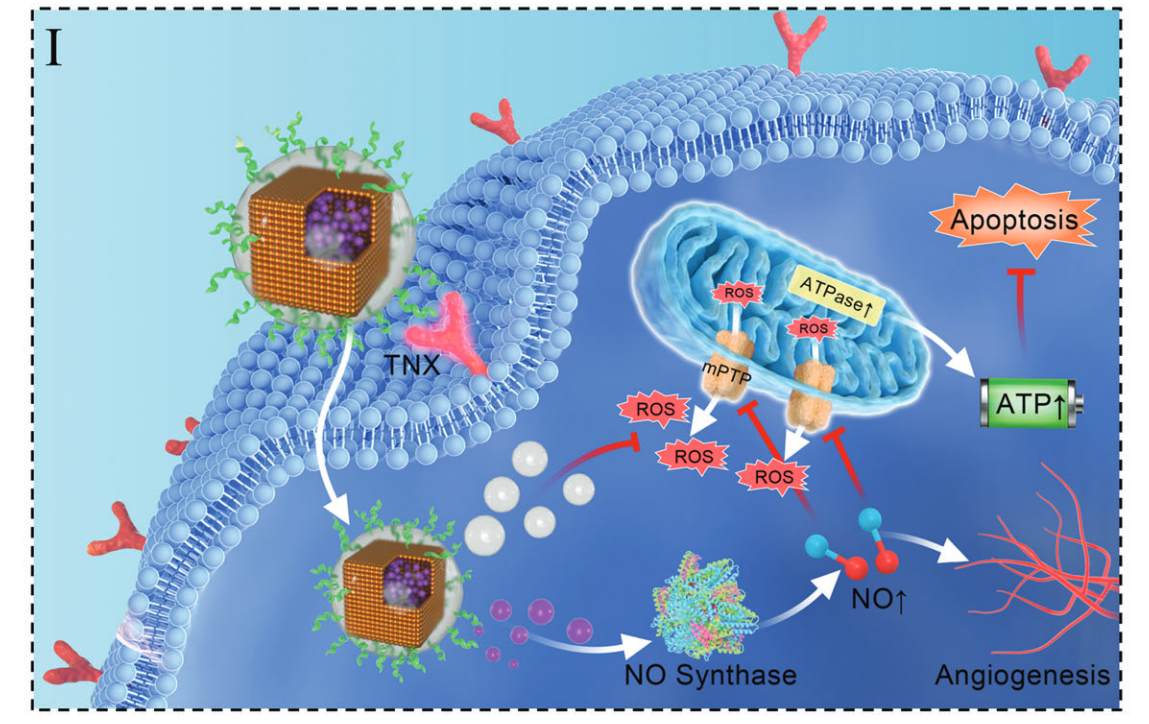 I
Apoptosis
ROS
ATPase↑
ROS
TNX
mPTP
ATP↑
ROS
ROS
ROS
NO↑
NO Synthase
Angiogenesis